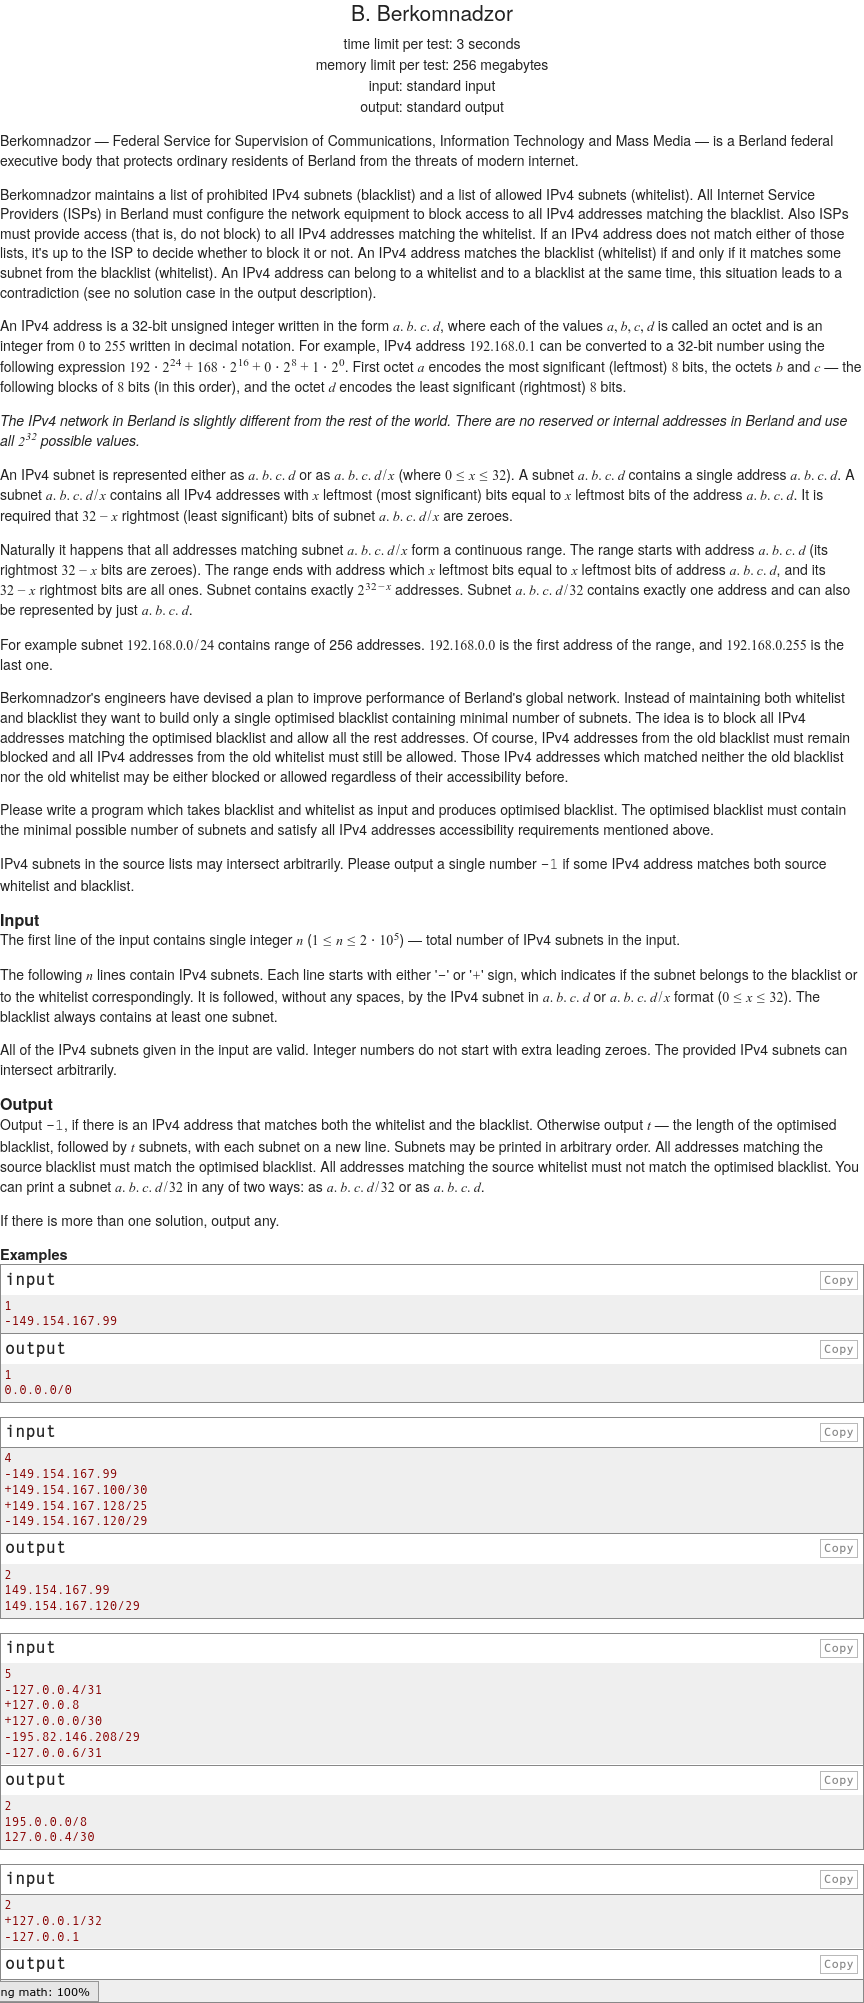 B. Berkomnadzor
time limit per test: 3 seconds
memory limit per test: 256 megabytes
input: standard input
output: standard output
Berkomnadzor — Federal Service for Supervision of Communications, Information Technology and Mass Media — is a Berland federal
executive body that protects ordinary residents of Berland from the threats of modern internet.
Berkomnadzor maintains a list of prohibited IPv4 subnets (blacklist) and a list of allowed IPv4 subnets (whitelist). All Internet Service
Providers (ISPs) in Berland must configure the network equipment to block access to all IPv4 addresses matching the blacklist. Also ISPs
must provide access (that is, do not block) to all IPv4 addresses matching the whitelist. If an IPv4 address does not match either of those
lists, it's up to the ISP to decide whether to block it or not. An IPv4 address matches the blacklist (whitelist) if and only if it matches some
subnet from the blacklist (whitelist). An IPv4 address can belong to a whitelist and to a blacklist at the same time, this situation leads to a
contradiction (see no solution case in the output description).
An IPv4 address is a 32-bit unsigned integer written in the form a. b. c. d, where each of the values a, b, c, d is called an octet and is an
integer from 0 to 255 written in decimal notation. For example, IPv4 address 192.168.0.1 can be converted to a 32-bit number using the
following expression 192 · 2^24 + 168 · 2^16 + 0 · 2^8 + 1 · 2^0. First octet a encodes the most significant (leftmost) 8 bits, the octets b and c — the
following blocks of 8 bits (in this order), and the octet d encodes the least significant (rightmost) 8 bits.
The IPv4 network in Berland is slightly different from the rest of the world. There are no reserved or internal addresses in Berland and use
all 2^32 possible values.
An IPv4 subnet is represented either as a. b. c. d or as a. b. c. d/x (where 0 ≤ x ≤ 32). A subnet a. b. c. d contains a single address a. b. c. d. A
subnet a. b. c. d/x contains all IPv4 addresses with x leftmost (most significant) bits equal to x leftmost bits of the address a. b. c. d. It is
required that 32 − x rightmost (least significant) bits of subnet a. b. c. d/x are zeroes.
Naturally it happens that all addresses matching subnet a. b. c. d/x form a continuous range. The range starts with address a. b. c. d (its
rightmost 32 − x bits are zeroes). The range ends with address which x leftmost bits equal to x leftmost bits of address a. b. c. d, and its
32 − x rightmost bits are all ones. Subnet contains exactly 2^32−x addresses. Subnet a. b. c. d/32 contains exactly one address and can also
be represented by just a. b. c. d.
For example subnet 192.168.0.0/24 contains range of 256 addresses. 192.168.0.0 is the first address of the range, and 192.168.0.255 is the
last one.
Berkomnadzor's engineers have devised a plan to improve performance of Berland's global network. Instead of maintaining both whitelist
and blacklist they want to build only a single optimised blacklist containing minimal number of subnets. The idea is to block all IPv4
addresses matching the optimised blacklist and allow all the rest addresses. Of course, IPv4 addresses from the old blacklist must remain
blocked and all IPv4 addresses from the old whitelist must still be allowed. Those IPv4 addresses which matched neither the old blacklist
nor the old whitelist may be either blocked or allowed regardless of their accessibility before.
Please write a program which takes blacklist and whitelist as input and produces optimised blacklist. The optimised blacklist must contain
the minimal possible number of subnets and satisfy all IPv4 addresses accessibility requirements mentioned above.
IPv4 subnets in the source lists may intersect arbitrarily. Please output a single number −1 if some IPv4 address matches both source
whitelist and blacklist.
Input
The first line of the input contains single integer n (1 ≤ n ≤ 2 · 10^5) — total number of IPv4 subnets in the input.
The following n lines contain IPv4 subnets. Each line starts with either '-' or '+' sign, which indicates if the subnet belongs to the blacklist or
to the whitelist correspondingly. It is followed, without any spaces, by the IPv4 subnet in a. b. c. d or a. b. c. d/x format (0 ≤ x ≤ 32). The
blacklist always contains at least one subnet.
All of the IPv4 subnets given in the input are valid. Integer numbers do not start with extra leading zeroes. The provided IPv4 subnets can
intersect arbitrarily.
Output
Output −1, if there is an IPv4 address that matches both the whitelist and the blacklist. Otherwise output t — the length of the optimised
blacklist, followed by t subnets, with each subnet on a new line. Subnets may be printed in arbitrary order. All addresses matching the
source blacklist must match the optimised blacklist. All addresses matching the source whitelist must not match the optimised blacklist. You
can print a subnet a. b. c. d/32 in any of two ways: as a. b. c. d/32 or as a. b. c. d.
If there is more than one solution, output any.
Examples
input
Copy
1
-149.154.167.99
output
Copy
1
0.0.0.0/0
input
Copy
4
-149.154.167.99
+149.154.167.100/30
+149.154.167.128/25
-149.154.167.120/29
output
Copy
2
149.154.167.99
149.154.167.120/29
input
Copy
5
-127.0.0.4/31
+127.0.0.8
+127.0.0.0/30
-195.82.146.208/29
-127.0.0.6/31
output
Copy
2
195.0.0.0/8
127.0.0.4/30
input
Copy
2
+127.0.0.1/32
-127.0.0.1
output
Copy
ng math: 100%